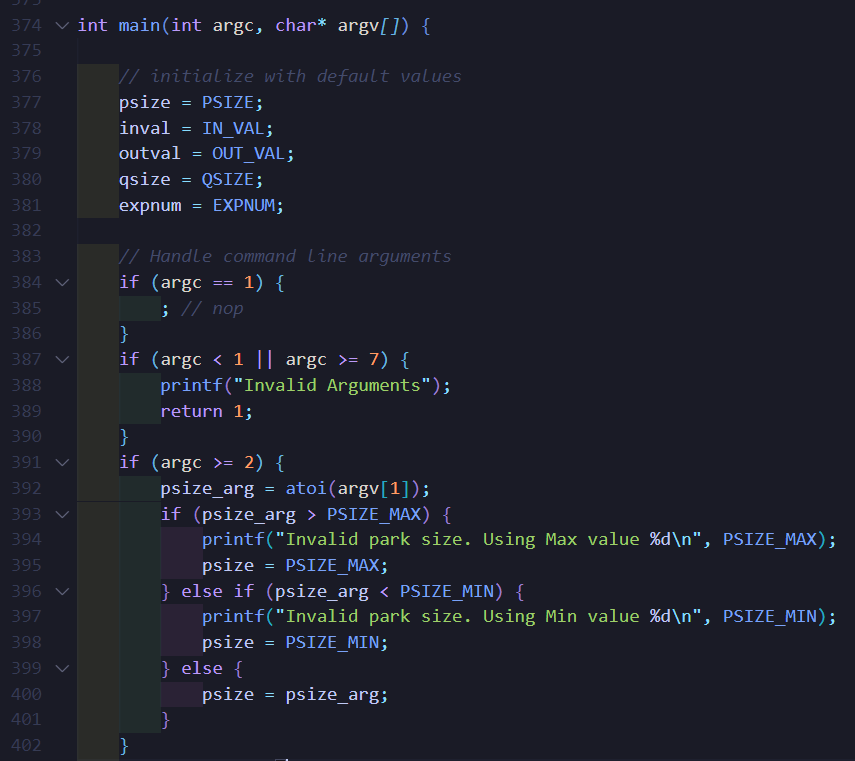 374 int main(int argc, char* argv[]) {
375
376 // initialize with default values
377 psize = PSIZE;
378 inval = IN_VAL;
379 outval = OUT_VAL;
380 qsize = QSIZE;
381 expnum = EXPNUM;
382
383 // Handle command line arguments
384 if (argc == 1) {
385 ; // nop
386 }
387 if (argc < 1 || argc >= 7) {
388 printf("Invalid Arguments");
389 return 1;
390 }
391 if (argc >= 2) {
392 psize_arg = atoi(argv[1]);
393 if (psize_arg > PSIZE_MAX) {
394 printf("Invalid park size. Using Max value %d\n", PSIZE_MAX);
395 psize = PSIZE_MAX;
396 } else if (psize_arg < PSIZE_MIN) {
397 printf("Invalid park size. Using Min value %d\n", PSIZE_MIN);
398 psize = PSIZE_MIN;
399 } else {
400 psize = psize_arg;
401 }
402 }